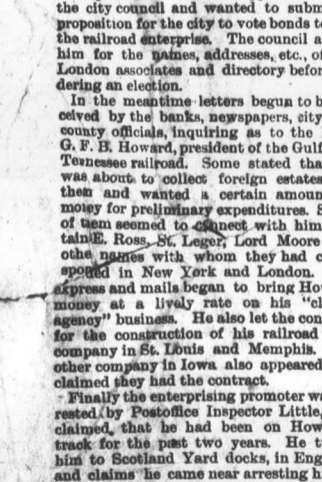 the city council and wanted to subm
proposition for the city to vote bonds t
the railroad enterprise. The council a
him for the names, addresses, etc., of
London associates and directory befor
dering an election.
In the meantime letters begun to b
ceived by the banks, newspapers, city
county officials, inquiring as to the
G. F. B. Howard, president of the Gulf
Tennessee railroad. Some stated tha
was about to collect foreign estates
them and wanted a certain amoun
money for preliminary expenditures. S
of them seemed to connect with him
tain E. Ross, St. Leger, Lord Moore
othe names with whom they had c
sponded in New York and London.
express and mails began to bring Ho
money at a lively rate on his "cl
agency" business. He also let the con
for the construction of his railroad
company in St. Louis and Memphis.
other company in Iowa also appeared
claimed they had the contract.
Finally the enterprising promoter w
rested by Postoffice Inspector Little,
claimed that he had been on How
track for the past two years. He t
him to Scotland Yard docks, in Eng
and claims he came near arresting h